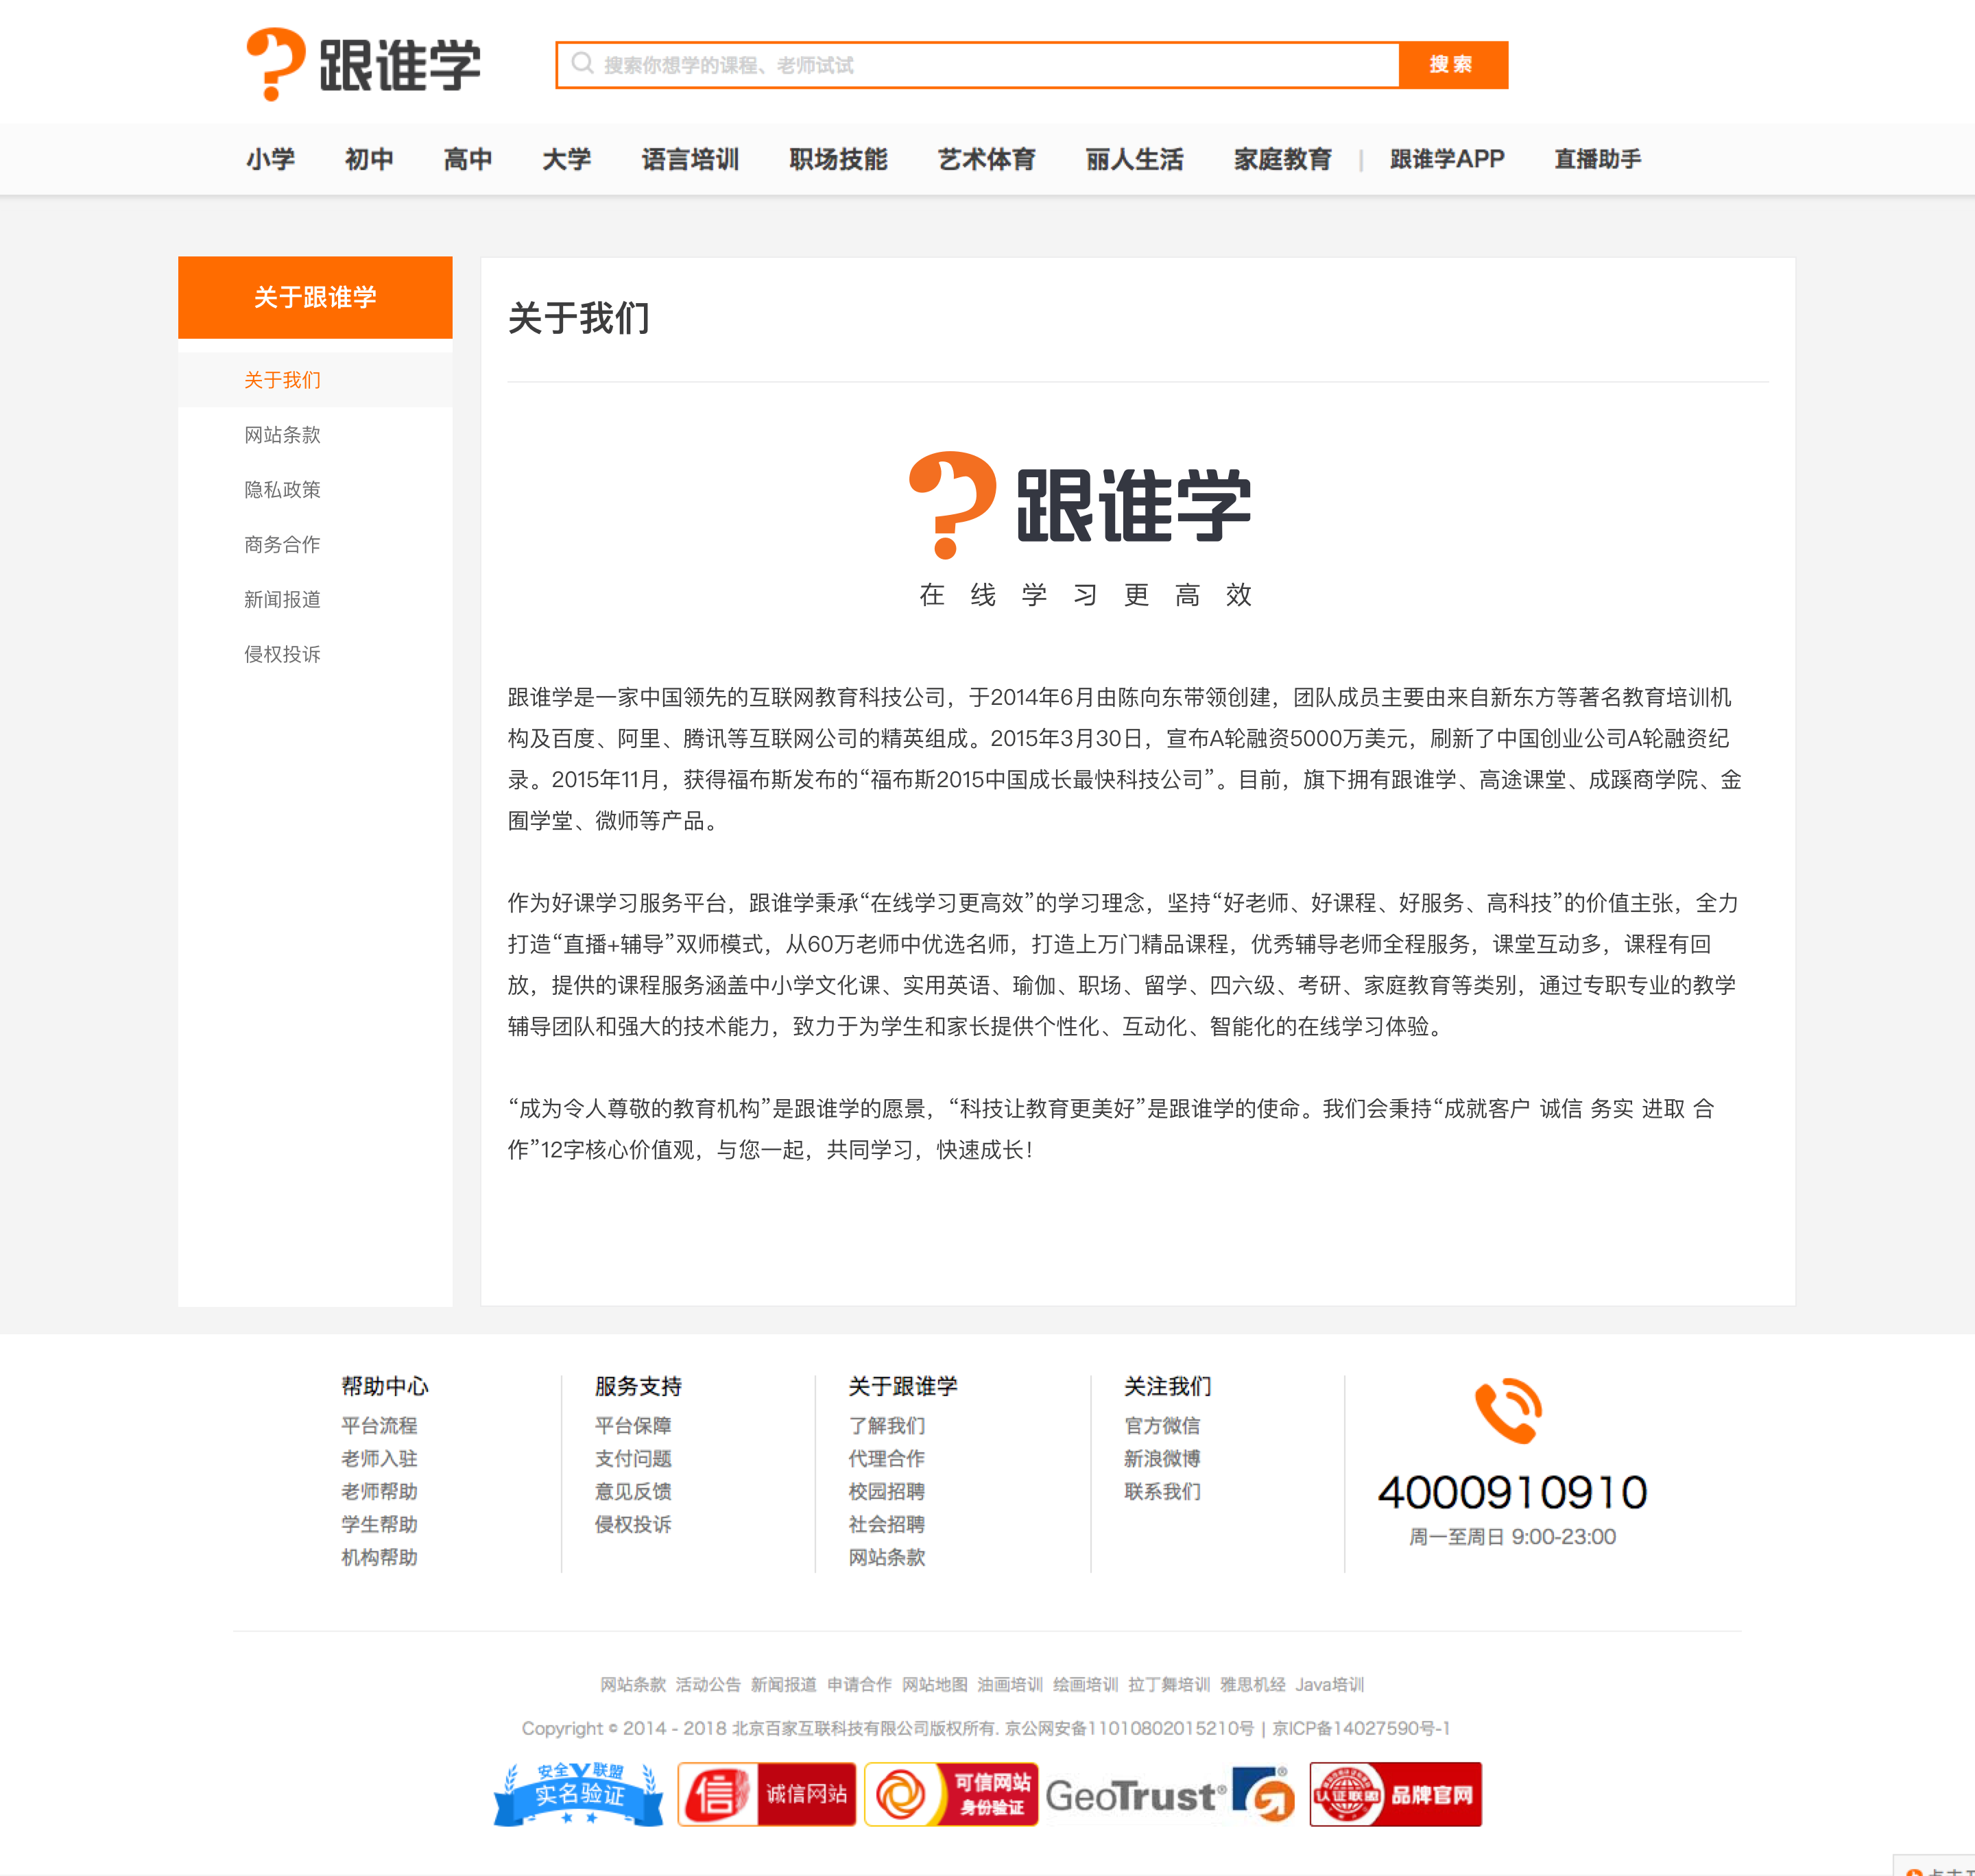 跟谁学
搜索你想学的课程、老师试试
搜索
小学 初中 高中 大学 语言培训 职场技能 艺术体育 丽人生活 家庭教育 | 跟谁学APP 直播助手
关于跟谁学
关于我们
网站条款
隐私政策
商务合作
新闻报道
侵权投诉
关于我们
跟谁学
在线学习更高效
跟谁学是一家中国领先的互联网教育科技公司，于2014年6月由陈向东带领创建，团队成员主要由来自新东方等著名教育培训机
构及百度、阿里、腾讯等互联网公司的精英组成。2015年3月30日，宣布A轮融资5000万美元，刷新了中国创业公司A轮融资纪
录。2015年11月，获得福布斯发布的“福布斯2015中国成长最快科技公司”。目前，旗下拥有跟谁学、高途课堂、成蹊商学院、金
囿学堂、微师等产品。
作为好课学习服务平台，跟谁学秉承“在线学习更高效”的学习理念，坚持“好老师、好课程、好服务、高科技”的价值主张，全力
打造“直播+辅导”双师模式，从60万老师中优选名师，打造上万门精品课程，优秀辅导老师全程服务，课堂互动多，课程有回
放，提供的课程服务涵盖中小学文化课、实用英语、瑜伽、职场、留学、四六级、考研、家庭教育等类别，通过专职专业的教学
辅导团队和强大的技术能力，致力于为学生和家长提供个性化、互动化、智能化的在线学习体验。
“成为令人尊敬的教育机构”是跟谁学的愿景，“科技让教育更美好”是跟谁学的使命。我们会秉持“成就客户 诚信 务实 进取 合
作”12字核心价值观，与您一起，共同学习，快速成长！
帮助中心
平台流程
老师入驻
老师帮助
学生帮助
机构帮助
服务支持
平台保障
支付问题
意见反馈
侵权投诉
关于跟谁学
了解我们
代理合作
校园招聘
社会招聘
网站条款
关注我们
官方微信
新浪微博
联系我们
4000910910
周一至周日 9:00-23:00
网站条款 活动公告 新闻报道 申请合作 网站地图 油画培训 绘画培训 拉丁舞培训 雅思机经 Java培训
Copyright © 2014 - 2018 北京百家互联科技有限公司版权所有. 京公网安备11010802015210号 | 京ICP备14027590号-1
安全联盟
实名验证
信 诚信网站
可信网站
身份验证
GeoTrust®
认证联盟 品牌官网